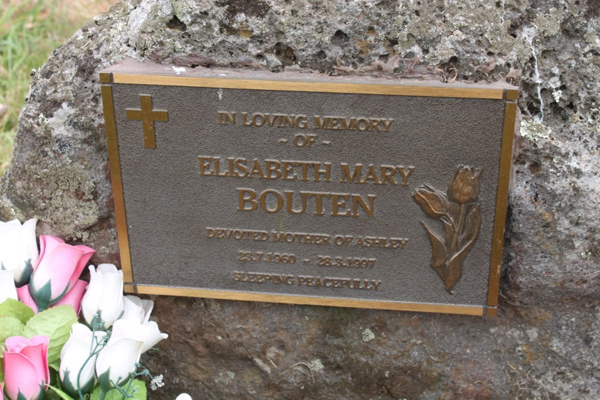 IN LOVING MEMORY
~ OF ~
ELISABETH MARY
BOUTEN
DEVOTED MOTHER OF ASHLEY
23.7.1960 - 28.3.1997
SLEEPING PEACEFULLY